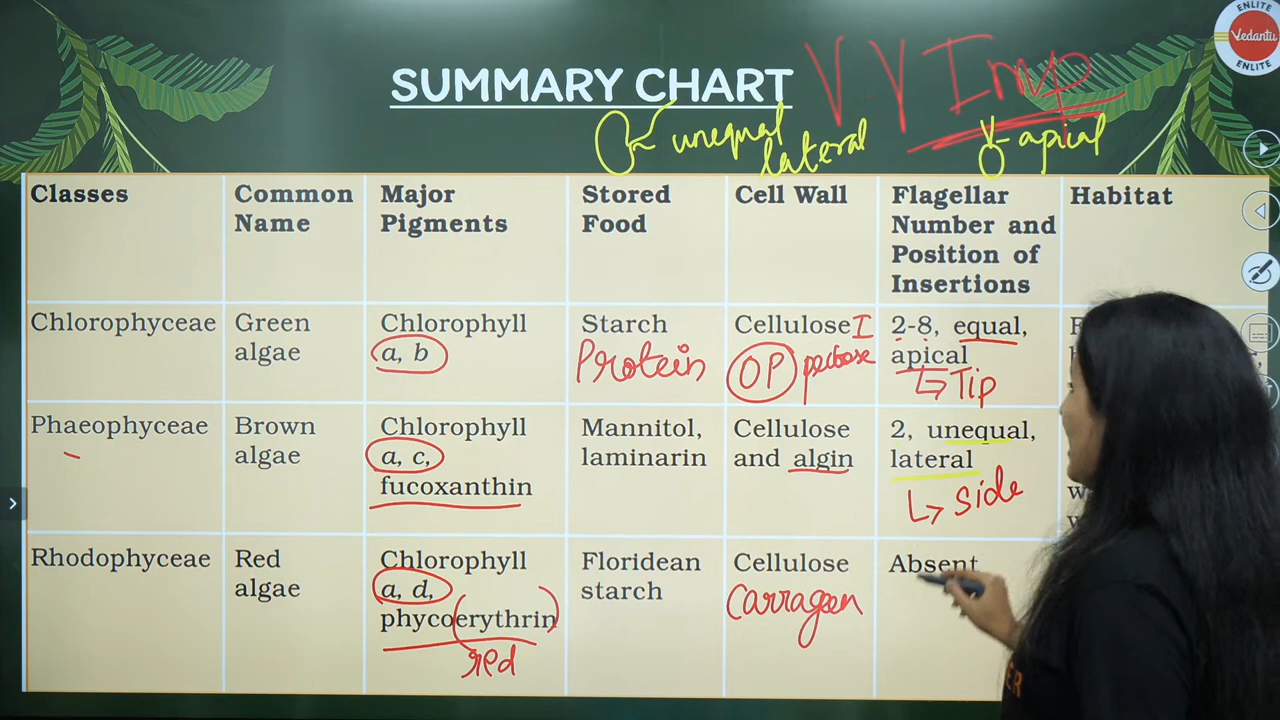 ENLITE
Vedantu
ENLITE
SUMMARY CHART
V V Imp
unequal
lateral
apical
Classes
Common
Name
Major
Pigments
Stored
Food
Cell Wall
Flagellar
Number and
Position of
Insertions
Habitat
Chlorophyceae
Green
algae
Chlorophyll
a, b
Starch
Protein
Cellulose I
OP pectose
2-8, equal,
apical
↳ Tip
Phaeophyceae
Brown
algae
Chlorophyll
a, c,
fucoxanthin
Mannitol,
laminarin
Cellulose
and algin
2, unequal,
lateral
↳ side
Rhodophyceae
Red
algae
Chlorophyll
a, d,
phycoerythrin
red
Floridean
starch
Cellulose
Carrageen
Absent